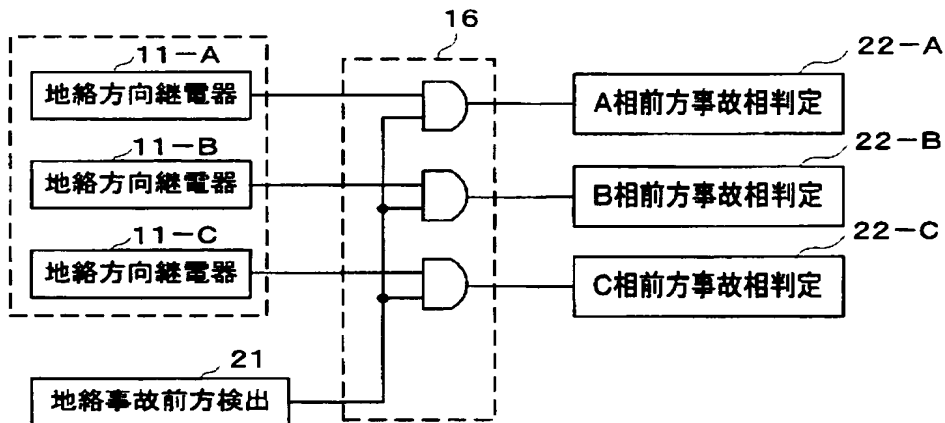 16
11-A
22-A
地絡方向継電器
A相前方事故相判定
11-B
22-B
地絡方向継電器
B相前方事故相判定
11-C
22-C
地絡方向継電器
C相前方事故相判定
21
地絡事故前方検出